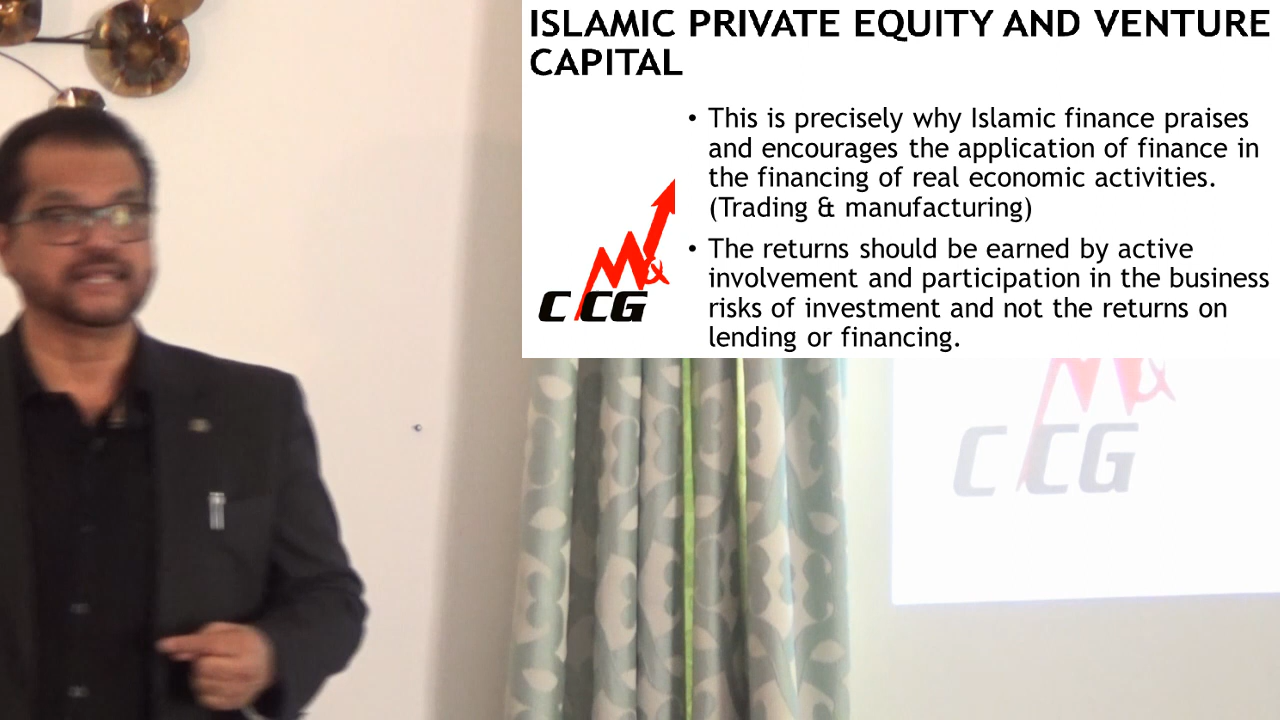 ISLAMIC PRIVATE EQUITY AND VENTURE
CAPITAL
• This is precisely why Islamic finance praises
and encourages the application of finance in
the financing of real economic activities.
(Trading & manufacturing)
• The returns should be earned by active
involvement and participation in the business
risks of investment and not the returns on
lending or financing.
M&
CICG
M&
CICG